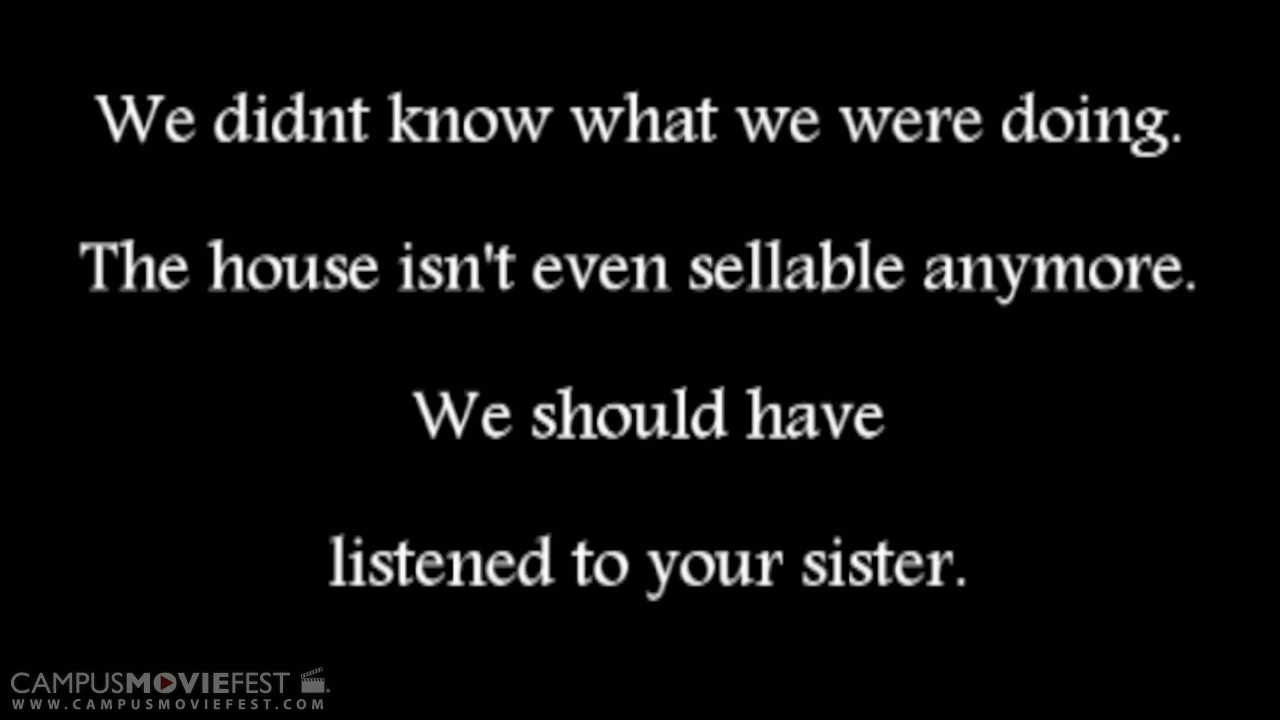 We didnt know what we were doing.
The house isn't even sellable anymore.
We should have
listened to your sister.
CAMPUSMOVIEFEST
WWW.CAMPUSMOVIEFEST.COM